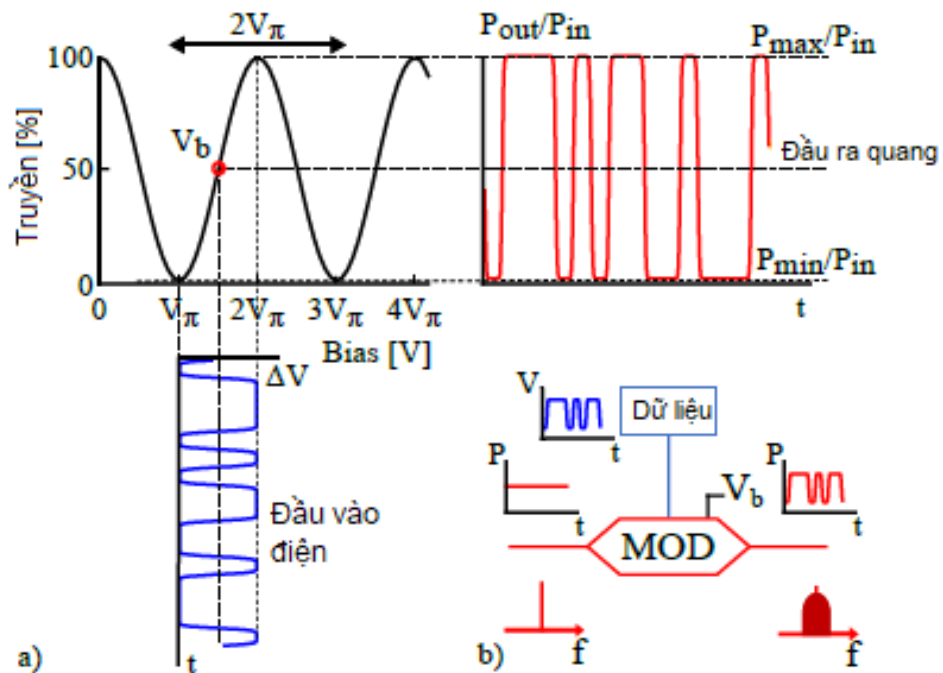 2Vπ
Pout/Pin
Pmax/Pin
100
Truyền [%]
Vb
50
Đầu ra quang
Pmin/Pin
0
0 Vπ 2Vπ 3Vπ 4Vπ
t
Bias [V]
ΔV
Đầu vào
điện
a)
t
V
t
Dữ liệu
P
t
Vb
P
t
MOD
b)
f
f